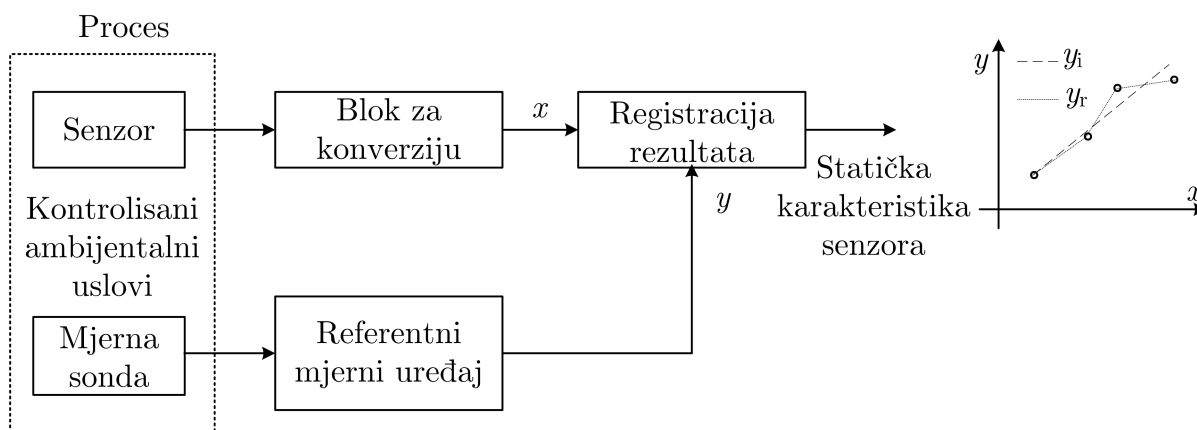 Proces
Senzor
Kontrolisani
ambijentalni
uslovi
Mjerna
sonda
Blok za
konverziju
Referentni
mjerni uređaj
x
Registracija
rezultata
y
Statička
karakteristika
senzora
y
yi
yr
x